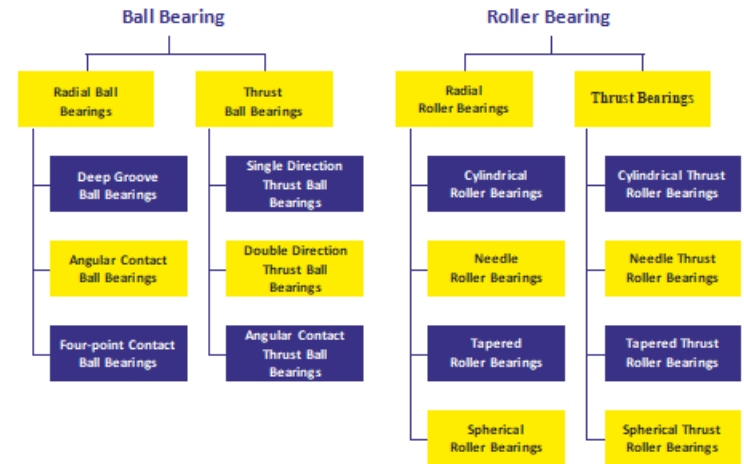 Ball Bearing
Radial Ball
Bearings
Thrust
Ball Bearings
Deep Groove
Ball Bearings
Single Direction
Thrust Ball
Bearings
Angular Contact
Ball Bearings
Double Direction
Thrust Ball
Bearings
Four-point Contact
Ball Bearings
Angular Contact
Thrust Ball
Bearings
Roller Bearing
Radial
Roller Bearings
Thrust Bearings
Cylindrical
Roller Bearings
Cylindrical Thrust
Roller Bearings
Needle
Roller Bearings
Needle Thrust
Roller Bearings
Tapered
Roller Bearings
Tapered Thrust
Roller Bearings
Spherical
Roller Bearings
Spherical Thrust
Roller Bearings